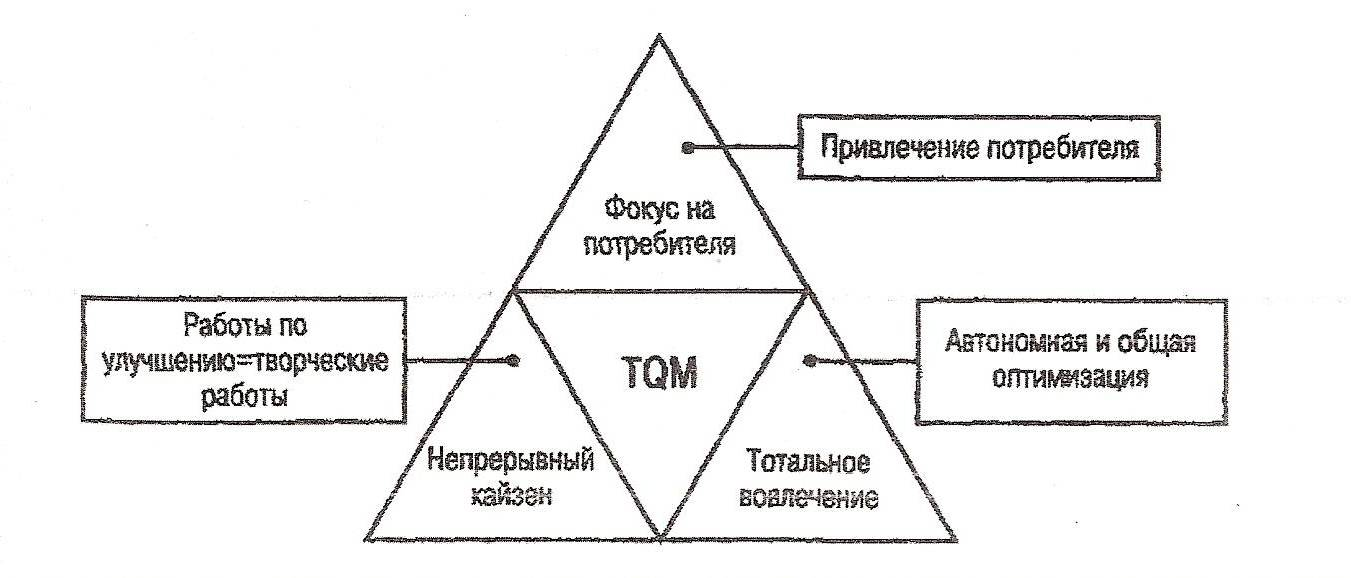 Привлечение потребителя
Фокус на
потребителя
Работы по
улучшению=творческие
работы
TQM
Автономная и общая
оптимизация
Непрерывный
кайзен
Тотальное
вовлечение